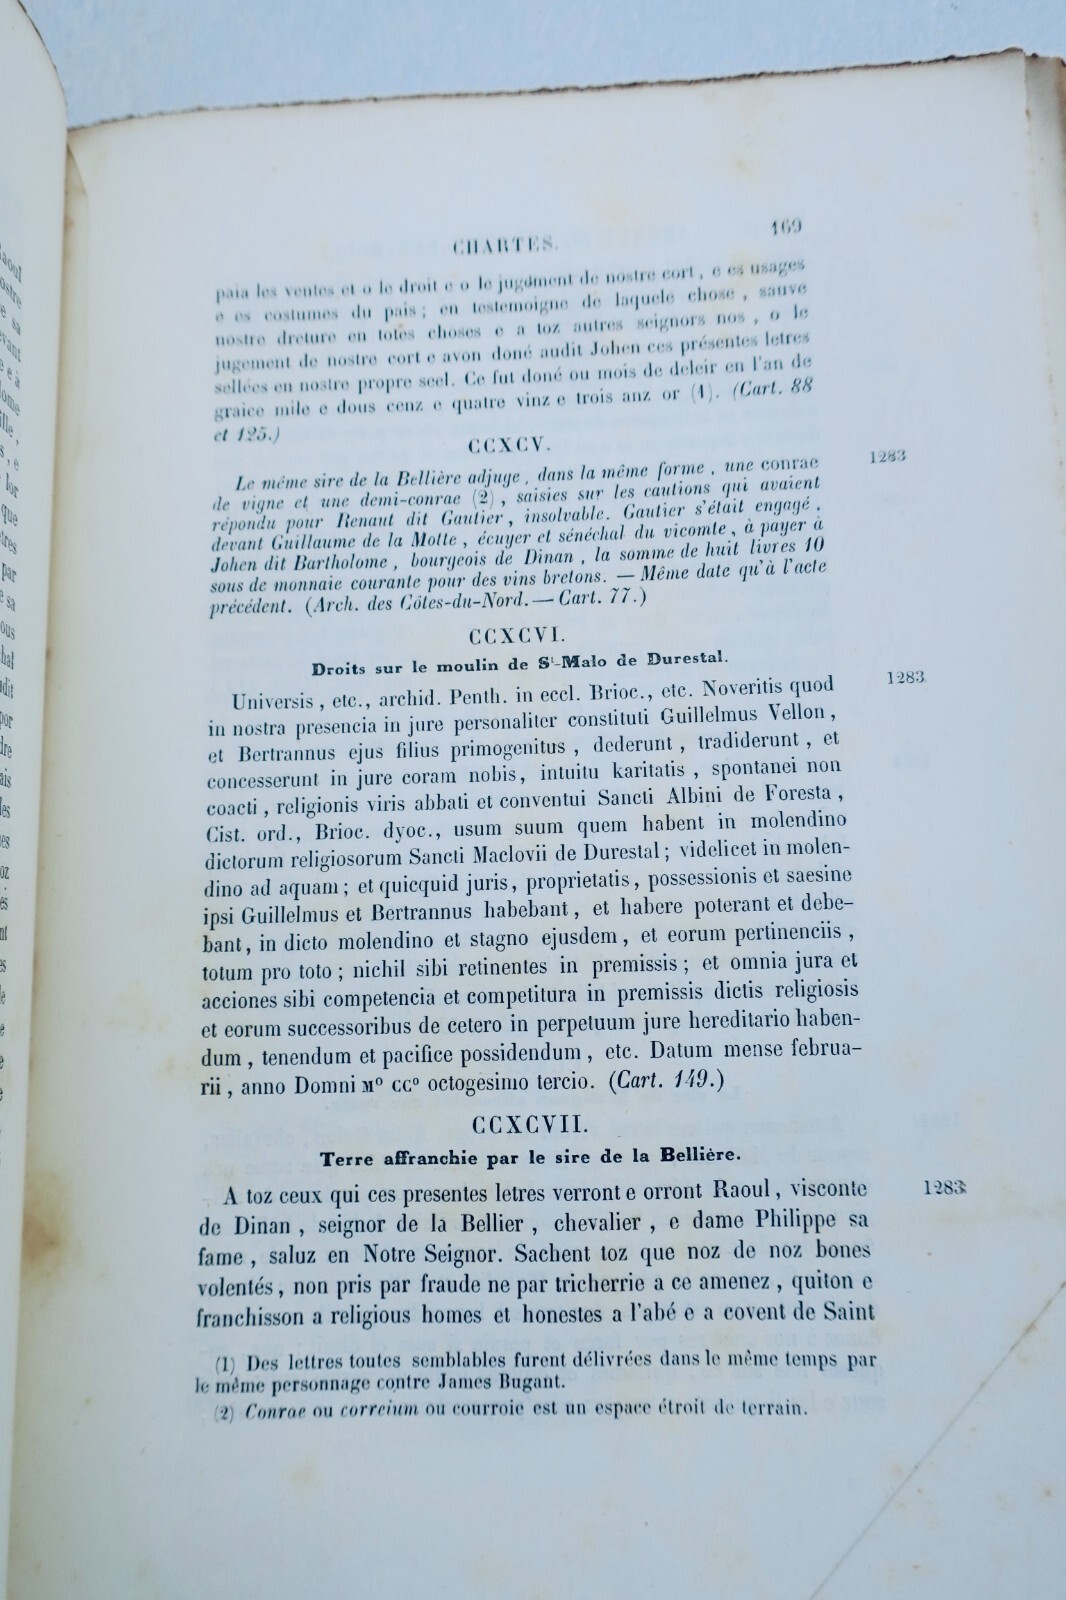 CHARTES. 169
paia les ventes et o le droit e o le jugdment de nostre cort, e es usages
e es costumes du pais ; en testemoigne de laquele chose, sauve
nostre dreture en totes choses e a toz autres seignors nos, o le
jugement de nostre cort e avon doné audit Johen ces présentes letres
sellées en nostre propre seel. Ce fut doné ou mois de deleir en l'an de
graice mile e dous cenz e quatre vinz e trois anz or (1). (Cart. 88
et 125.)
CCXCV.
Le même sire de la Bellière adjuge, dans la même forme, une conrae 1283
de vigne et une demi-conrae (2), saisies sur les cautions qui avaient
répondu pour Renaut dit Gautier, insolvable. Gautier s'était engagé,
devant Guillaume de la Motte, écuyer et sénéchal du vicomte, à payer à
Johen dit Bartholome, bourgeois de Dinan, la somme de huit livres 10
sous de monnaie courante pour des vins bretons. — Même date qu'à l'acte
précédent. (Arch. des Côtes-du-Nord. — Cart. 77.)
CCXCVI.
Droits sur le moulin de St-Malo de Durestal.
Universis, etc., archid. Penth. in eccl. Brioc., etc. Noveritis quod 1283
in nostra presencia in jure personaliter constituti Guillelmus Vellon,
et Bertrannus ejus filius primogenitus, dederunt, tradiderunt, et
concesserunt in jure coram nobis, intuitu karitatis, spontanei non
coacti, religionis viris abbati et conventui Sancti Albini de Foresta,
Cist. ord., Brioc. dyoc., usum suum quem habent in molendino
dictorum religiosorum Sancti Maclovii de Durestal ; videlicet in molen-
dino ad aquam ; et quicquid juris, proprietatis, possessionis et saesine
ipsi Guillelmus et Bertrannus habebant, et habere poterant et debe-
bant, in dicto molendino et stagno ejusdem, et eorum pertinenciis,
totum pro toto ; nichil sibi retinentes in premissis ; et omnia jura et
acciones sibi competencia et competitura in premissis dictis religiosis
et eorum successoribus de cetero in perpetuum jure hereditario haben-
dum, tenendum et pacifice possidendum, etc. Datum mense februa-
rii, anno Domni Mº CCº octogesimo tercio. (Cart. 149.)
CCXCVII.
Terre affranchie par le sire de la Bellière.
A toz ceux qui ces presentes letres verront e orront Raoul, visconte 1283
de Dinan, seignor de la Bellier, chevalier, e dame Philippe sa
fame, saluz en Notre Seignor. Sachent toz que noz de noz bones
volentés, non pris par fraude ne par tricherrie a ce amenez, quiton e
franchisson a religious homes et honestes a l'abé e a covent de Saint
(1) Des lettres toutes semblables furent délivrées dans le même temps par
le même personnage contre James Bugant.
(2) Conrae ou correium ou courroie est un espace étroit de terrain.